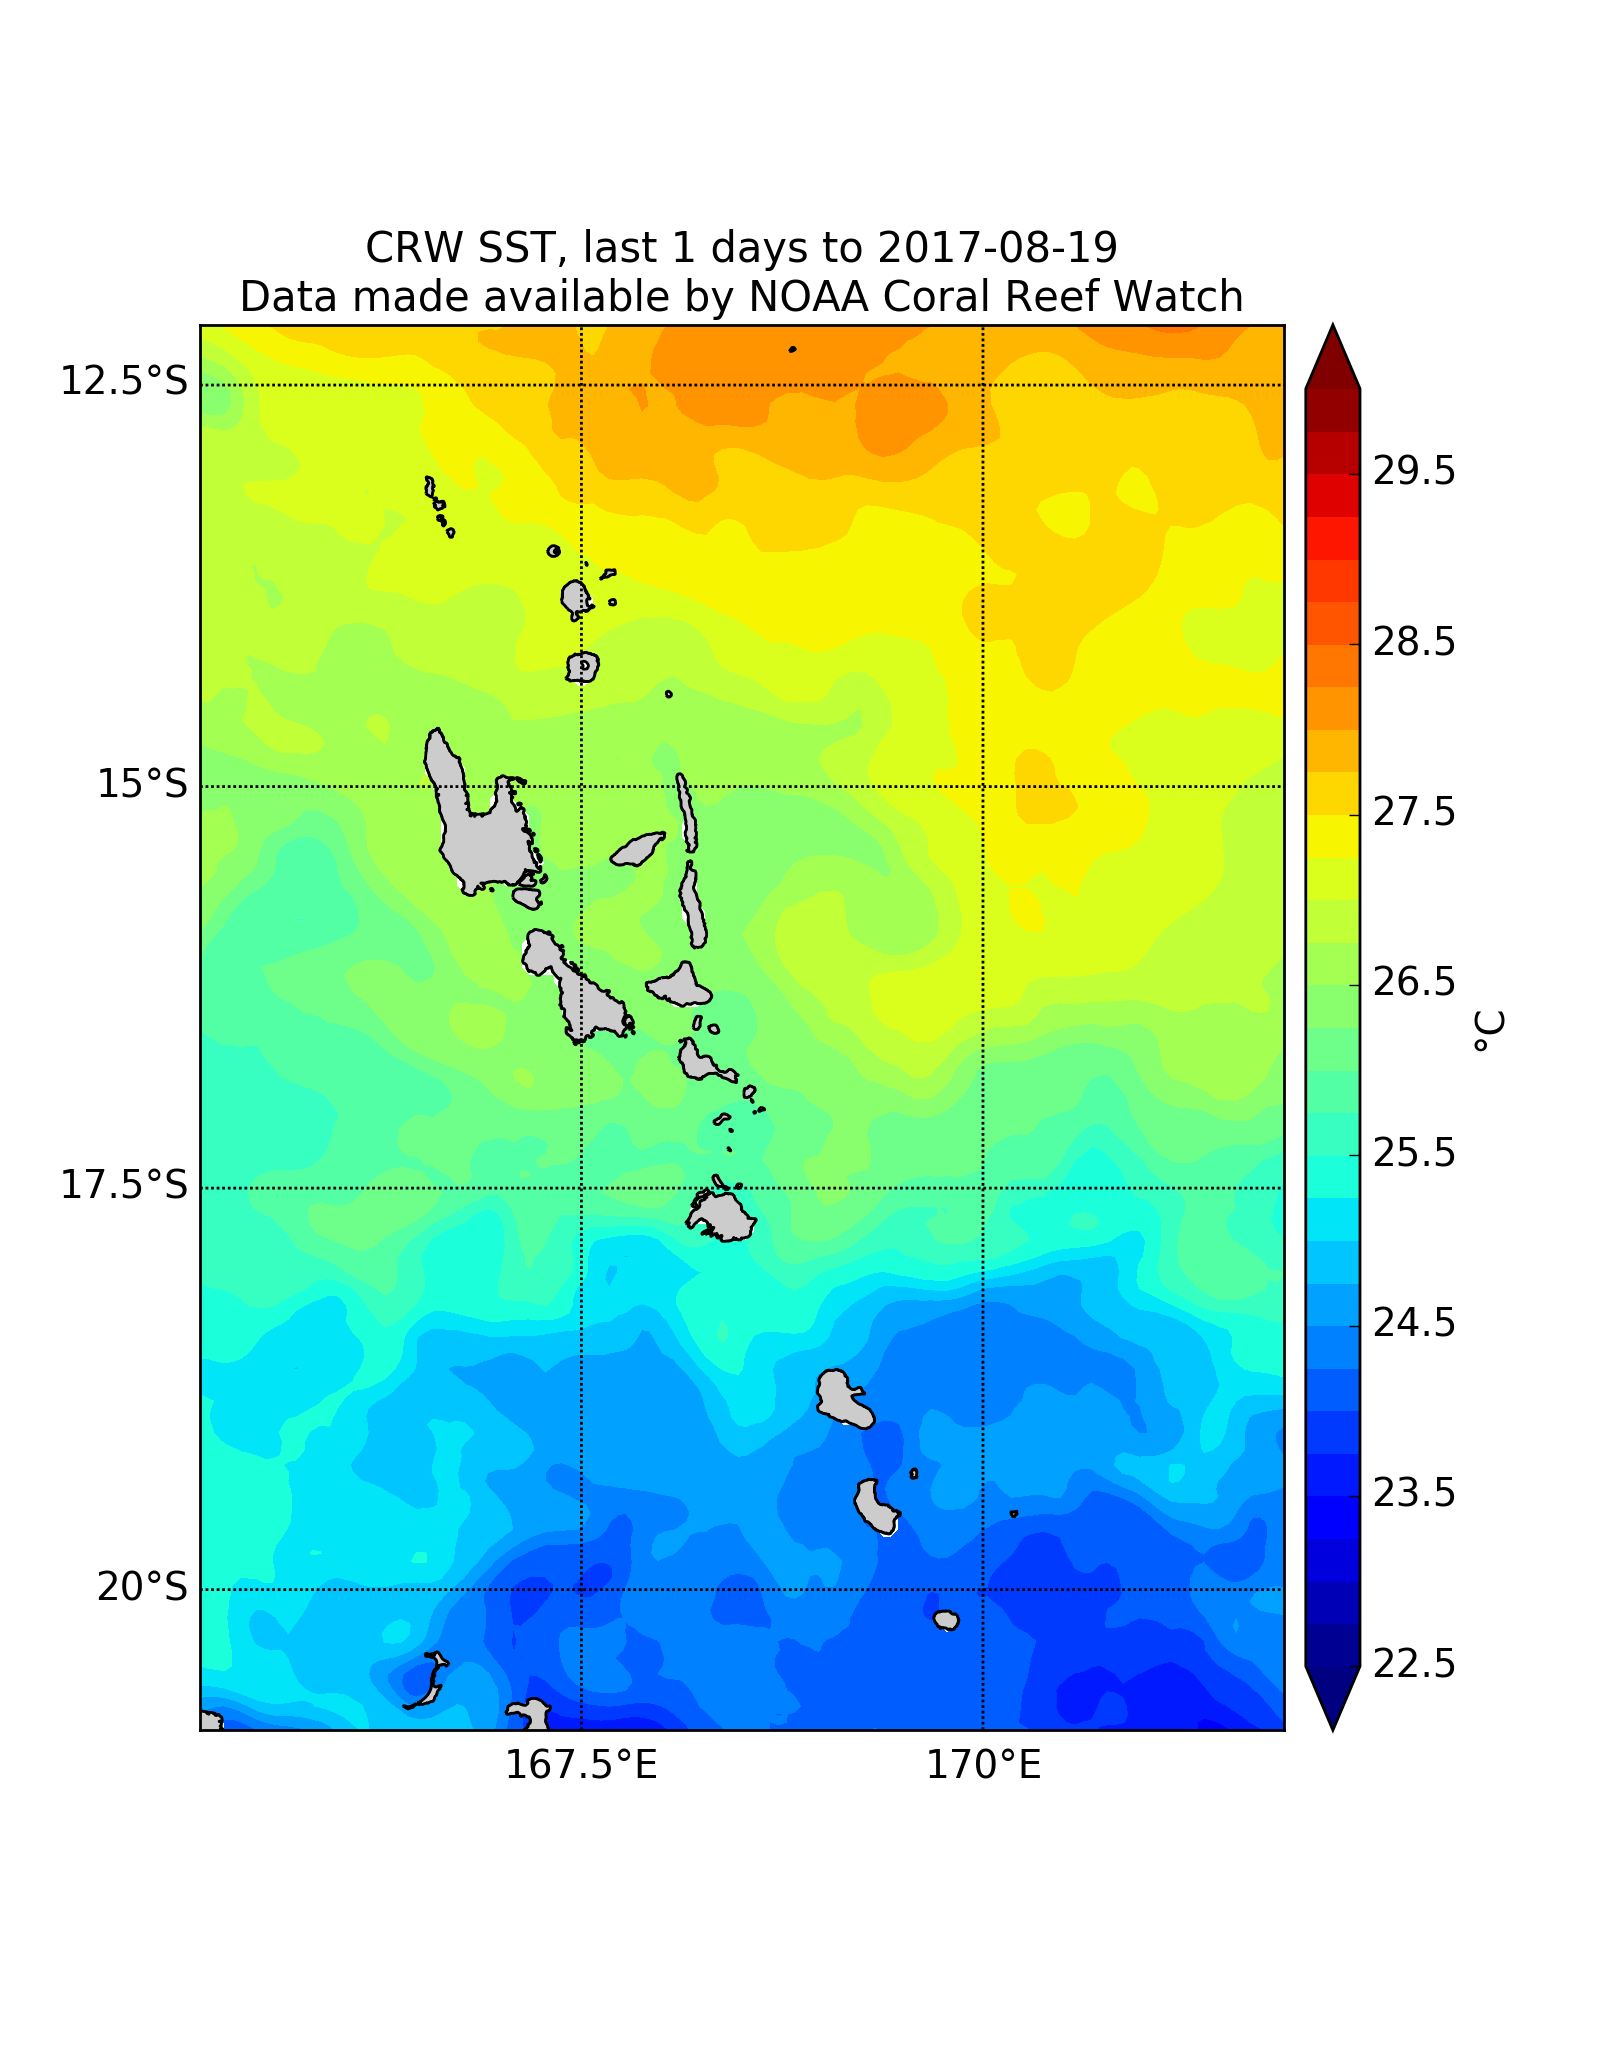 CRW SST, last 1 days to 2017-08-19
Data made available by NOAA Coral Reef Watch
12.5°S
15°S
17.5°S
20°S
167.5°E
170°E
29.5
28.5
27.5
26.5
25.5
24.5
23.5
22.5
°C